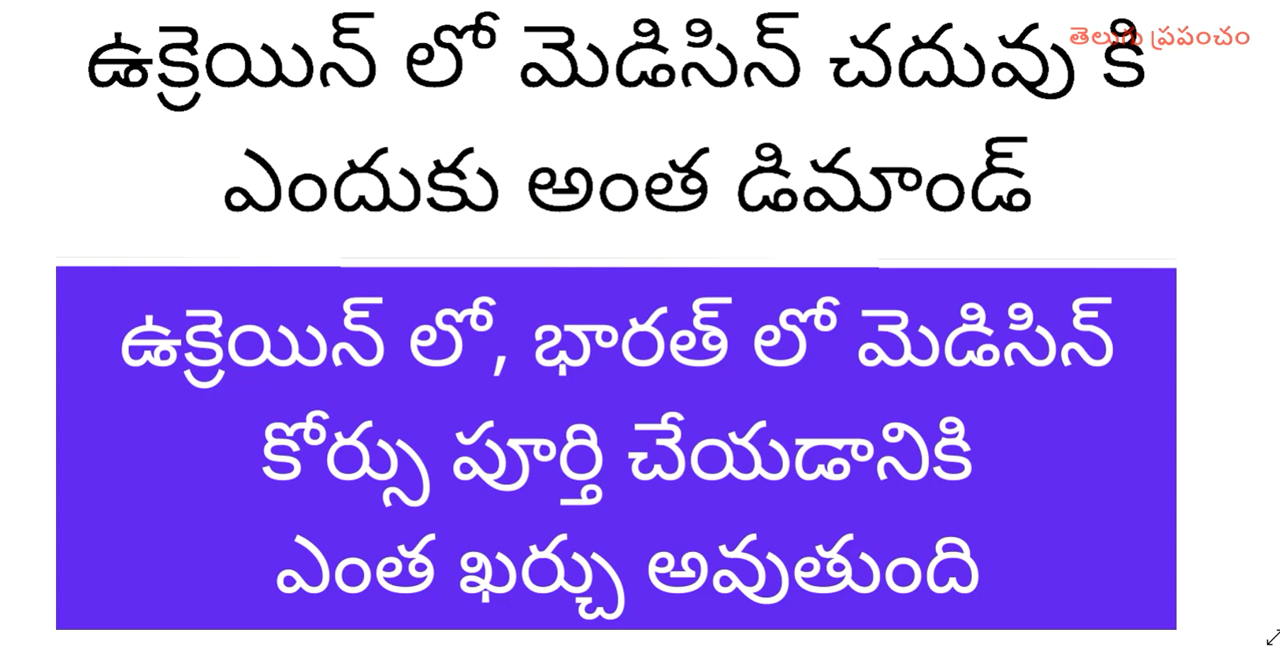 ఉక్రెయిన్ లో మెడిసిన్ చదువు కి
తెలుగు ప్రపంచం
ఎందుకు అంత డిమాండ్
ఉక్రెయిన్ లో, భారత్ లో మెడిసిన్
కోర్సు పూర్తి చేయడానికి
ఎంత ఖర్చు అవుతుంది